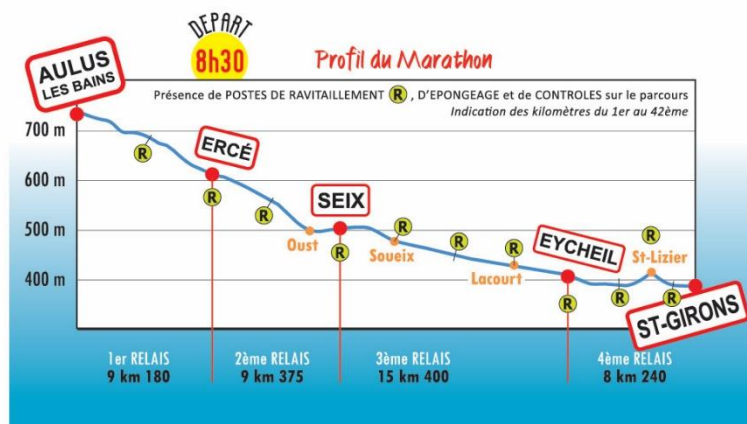 DEPART
8h30
Profil du Marathon
AULUS
LES BAINS
Présence de POSTES DE RAVITAILLEMENT R , D'EPONGEAGE et de CONTROLES sur le parcours
Indication des kilomètres du 1er au 42ème
700 m
600 m
500 m
400 m
R
ERCÉ
R
R
Oust
SEIX
R
R
Soueix
R
R
Lacourt
EYCHEIL
R
R
R
St-Lizier
R
ST-GIRONS
1er RELAIS
9 km 180
2ème RELAIS
9 km 375
3ème RELAIS
15 km 400
4ème RELAIS
8 km 240